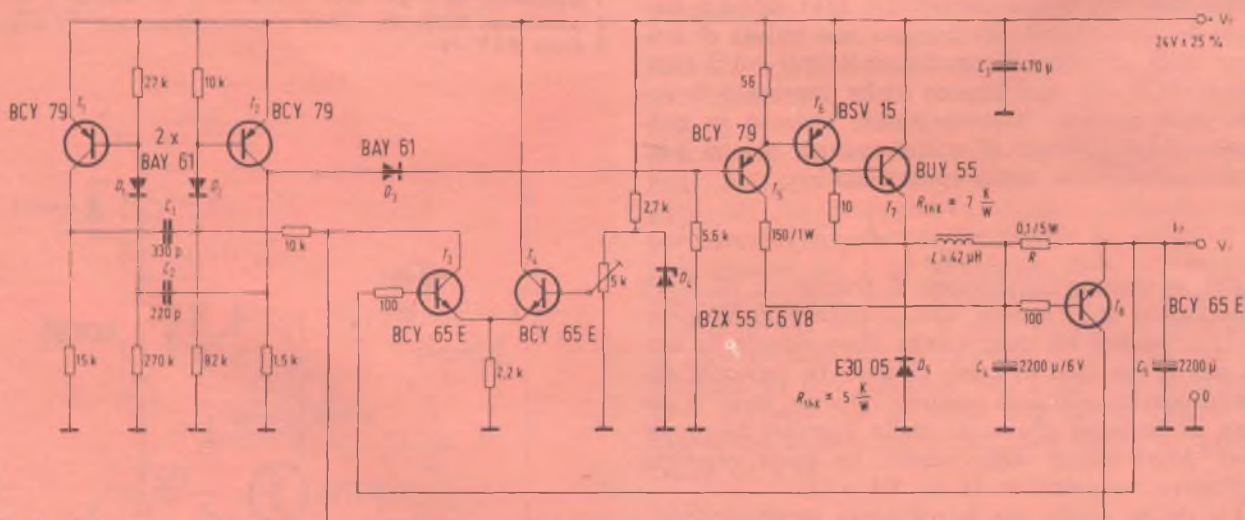 + V₁
24V ± 25 %
27 k
10 k
56
C₃
470 µ
BCY 79
T₁
T₂
BCY 79
T₆
BSV 15
2 x
BAY 61
BAY 61
BCY 79
D₁
D₂
D₃
T₅
BUY 55
T₇
RthK = 7 K/W
C₁
330 p
10 k
2,7 k
5,6 k
150/1W
10
0,1/5W
L = 42 µH
R
C₂
220 p
T₃
T₄
5 k
D₄
100
BCY 65 E
BCY 65 E
BZX 55 C6 V8
100
T₈
BCY 65 E
15 k
270 k
82 k
1,5 k
2,2 k
E30 05
D₅
RthK = 5 K/W
C₄
2200 µ/6 V
C₅
2200 µ
0